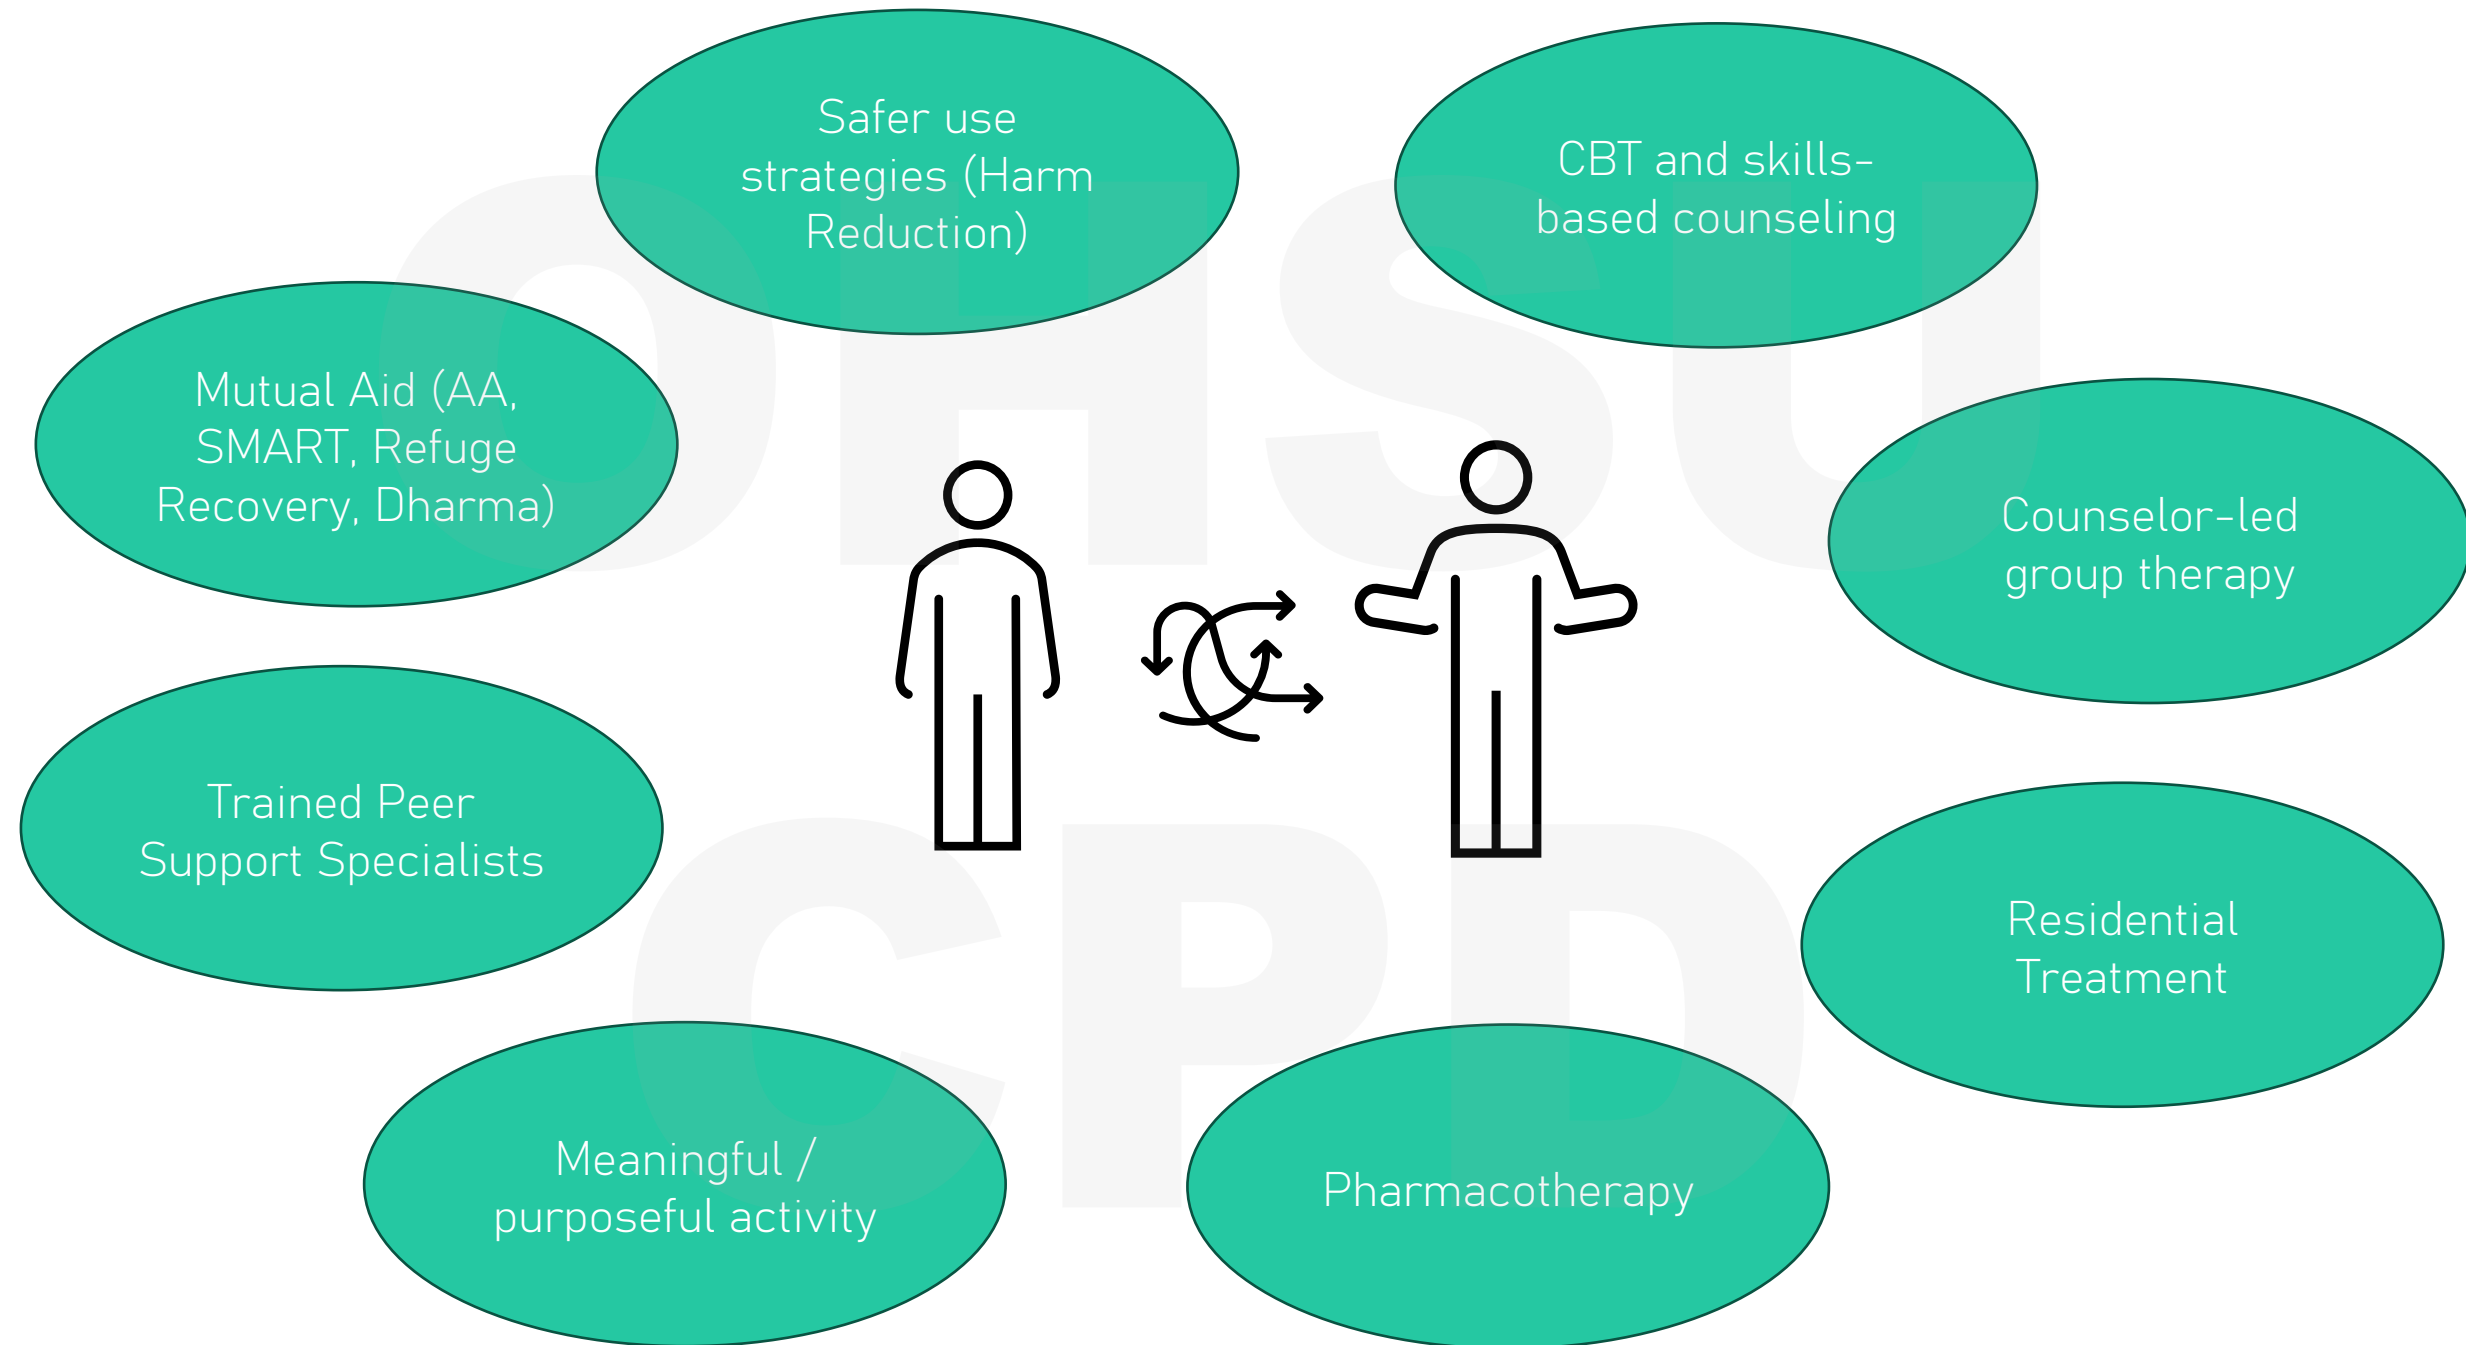 Safer use
strategies (Harm
Reduction)
CBT and skills-
based counseling
Mutual Aid (AA,
SMART, Refuge
Recovery, Dharma)
Counselor-led
group therapy
Trained Peer
Support Specialists
Residential
Treatment
Meaningful /
purposeful activity
Pharmacotherapy
OHSU
CPD